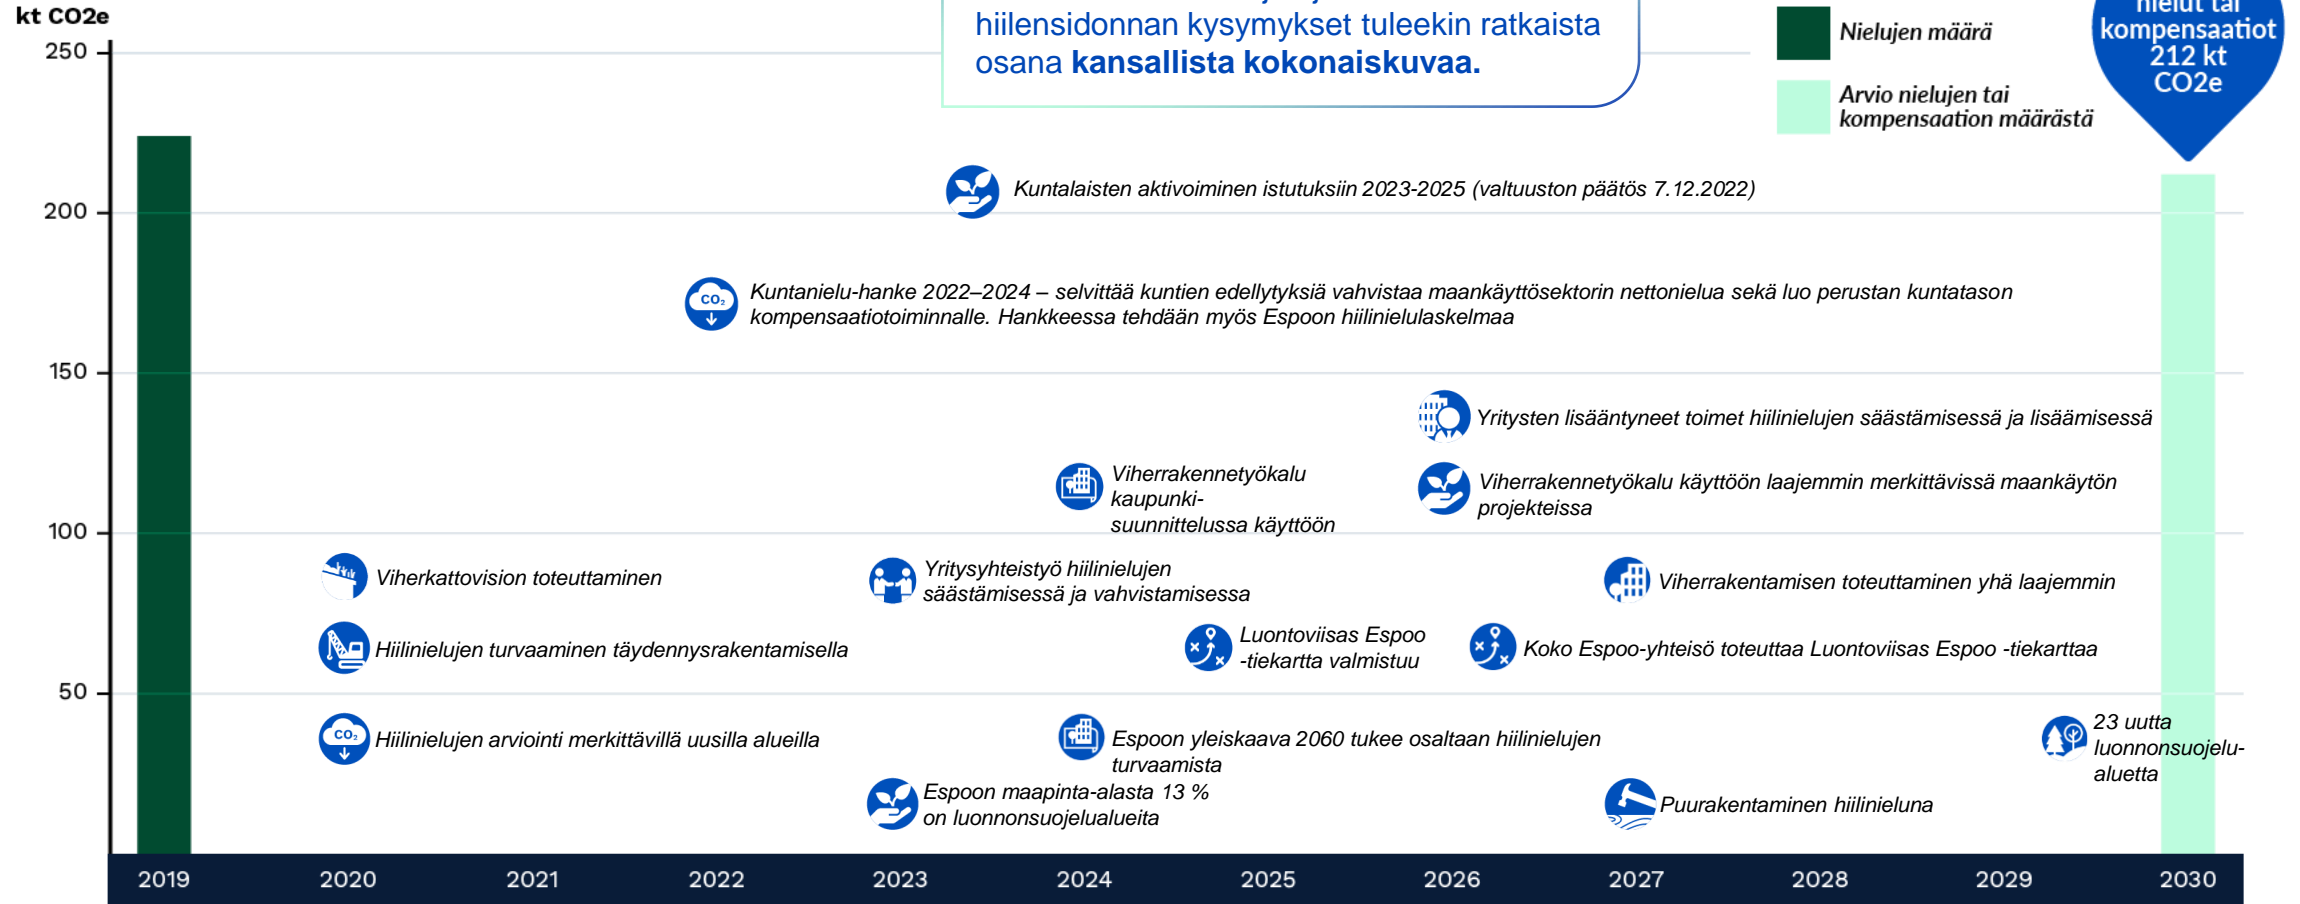 kt CO2e
hiilensidonnan kysymykset tuleekin ratkaista
osana kansallista kokonaiskuvaa.
Nielujen määrä
Arvio nielujen tai
kompensaation määrästä
nielut tai
kompensaatiot
212 kt
CO2e
250
200
150
100
50
Kuntalaisten aktivoiminen istutuksiin 2023-2025 (valtuuston päätös 7.12.2022)
CO2
Kuntanielu-hanke 2022–2024 – selvittää kuntien edellytyksiä vahvistaa maankäyttösektorin nettonielua sekä luo perustan kuntatason
kompensaatiotoiminnalle. Hankkeessa tehdään myös Espoon hiilinielulaskelmaa
Yritysten lisääntyneet toimet hiilinielujen säästämisessä ja lisäämisessä
Viherrakennetyökalu
kaupunki-
suunnittelussa käyttöön
Viherrakennetyökalu käyttöön laajemmin merkittävissä maankäytön
projekteissa
Viherkattovision toteuttaminen
Yritysyhteistyö hiilinielujen
säästämisessä ja vahvistamisessa
Viherrakentamisen toteuttaminen yhä laajemmin
Hiilinielujen turvaaminen täydennysrakentamisella
Luontoviisas Espoo
-tiekartta valmistuu
Koko Espoo-yhteisö toteuttaa Luontoviisas Espoo -tiekarttaa
CO2
Hiilinielujen arviointi merkittävillä uusilla alueilla
Espoon yleiskaava 2060 tukee osaltaan hiilinielujen
turvaamista
23 uutta
luonnonsuojelu-
aluetta
Espoon maapinta-alasta 13 %
on luonnonsuojelualueita
Puurakentaminen hiilinieluna
2019
2020
2021
2022
2023
2024
2025
2026
2027
2028
2029
2030